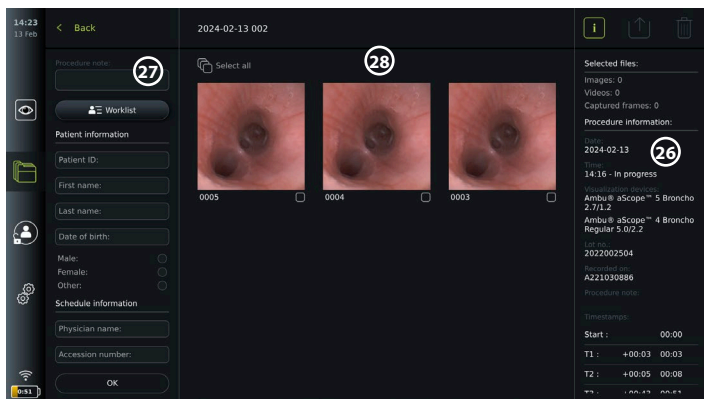 14:23
13 Feb
Back
2024-02-13 002
i
Procedure note:
27
Worklist
Patient information
Patient ID:
First name:
Last name:
Date of birth:
Male:
Female:
Other:
Schedule information
Physician name:
Accession number:
OK
0:51
Select all
28
0005
0004
0003
Selected files:
Images: 0
Videos: 0
Captured frames: 0
Procedure information:
Date:
2024-02-13
26
Time:
14:16 - In progress
Visualization devices:
Ambu® aScope™ 5 Broncho
2.7/1.2
Ambu® aScope™ 4 Broncho
Regular 5.0/2.2
Lot no.:
2022002504
Recorded on:
A221030886
Procedure note:
Timestamps:
Start : 00:00
T1 : +00:03 00:03
T2 : +00:05 00:08
T3 : +00:43 00:51